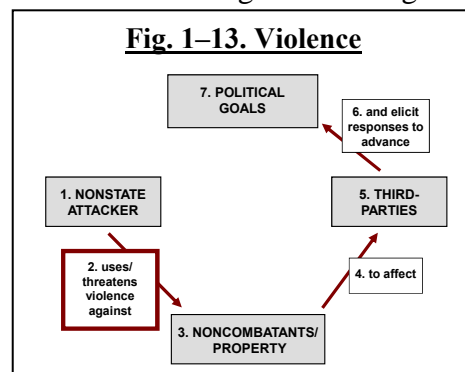 Fig. 1–13. Violence
7. POLITICAL
GOALS
6. and elicit
responses to
advance
1. NONSTATE
ATTACKER
5. THIRD-
PARTIES
2. uses/
threatens
violence
against
4. to affect
3. NONCOMBATANTS/
PROPERTY